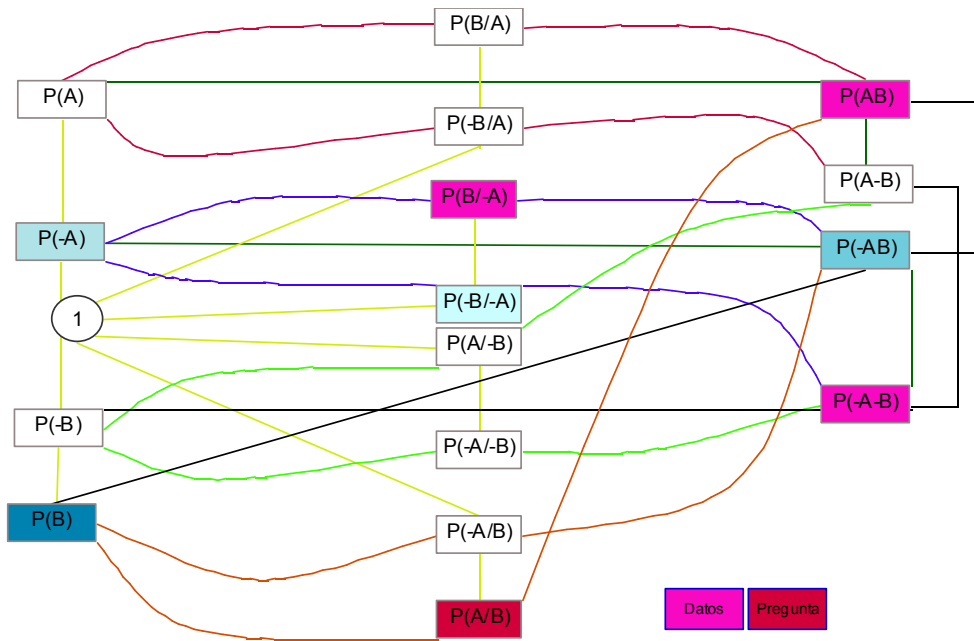 P(B/A)
P(A)
P(AB)
P(-B/A)
P(A-B)
P(B/-A)
P(-A)
P(-AB)
P(-B/-A)
1
P(A/-B)
P(-A-B)
P(-B)
P(-A/-B)
P(B)
P(-A/B)
P(A/B)
Datos
Pregunta